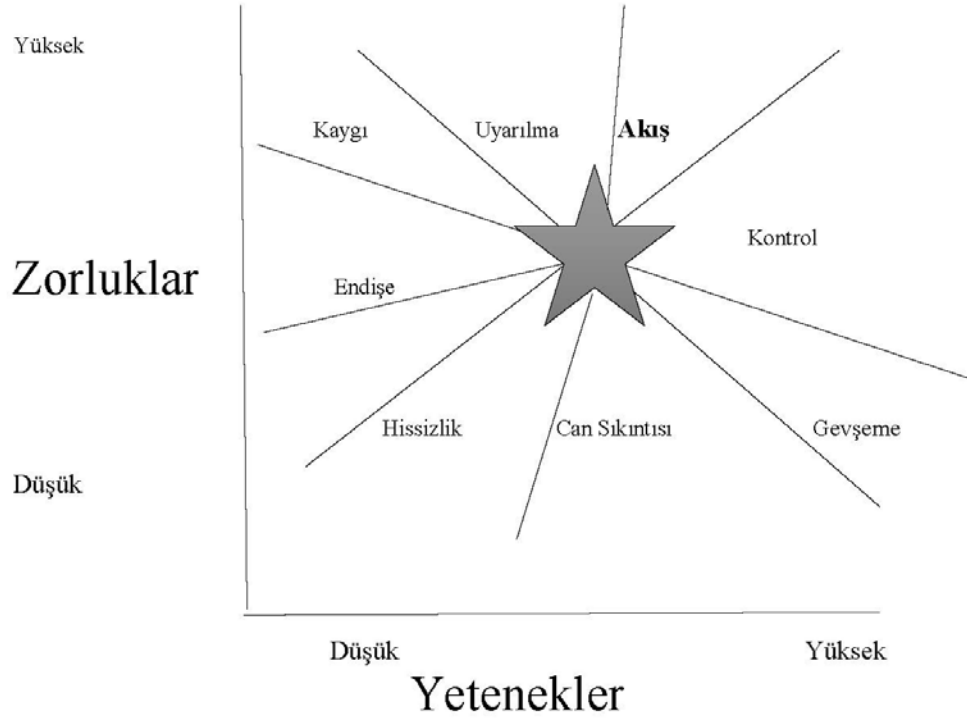 Yüksek
Kaygı
Uyarılma
Akış
Kontrol
Zorluklar
Endişe
Hissizlik
Can Sıkıntısı
Gevşeme
Düşük
Düşük
Yüksek
Yetenekler